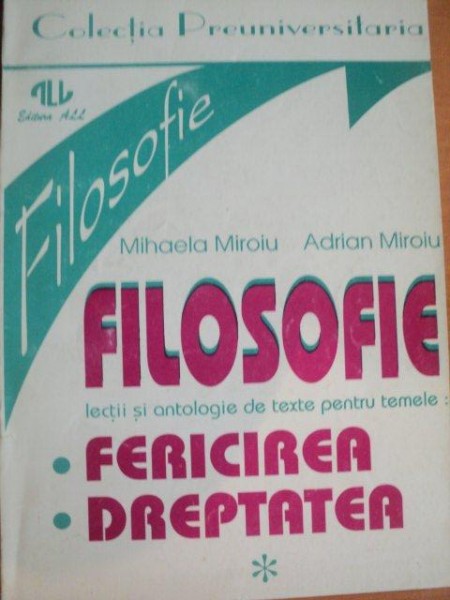 Colecția Preuniversitaria
ALL
Editura ALL
Filosofie
Mihaela Miroiu Adrian Miroiu
FILOSOFIE
lecții și antologie de texte pentru temele :
• FERICIREA
• DREPTATEA
*